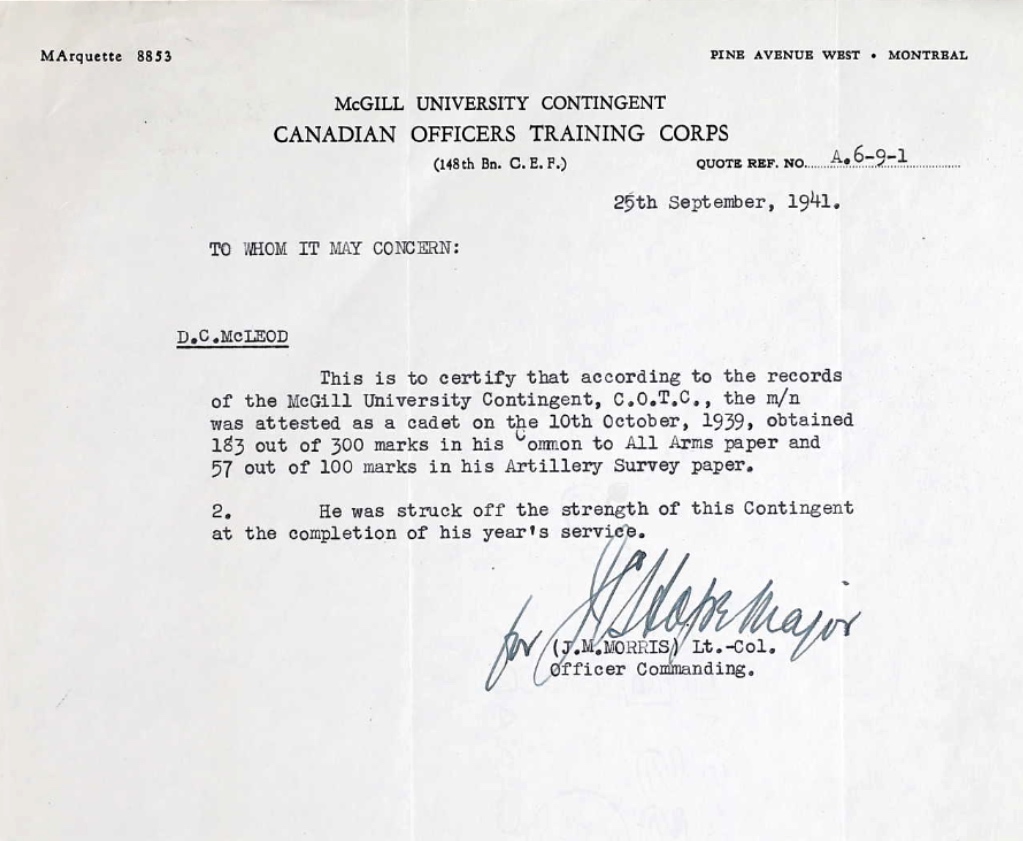 MArquette 8853
PINE AVENUE WEST • MONTREAL
McGILL UNIVERSITY CONTINGENT
CANADIAN OFFICERS TRAINING CORPS
(148th Bn. C. E. F.)
QUOTE REF. NO. A.6-9-1
25th September, 1941.
TO WHOM IT MAY CONCERN:
D.C.McLEOD
This is to certify that according to the records
of the McGill University Contingent, C.O.T.C., the m/n
was attested as a cadet on the 10th October, 1939, obtained
183 out of 300 marks in his Common to All Arms paper and
57 out of 100 marks in his Artillery Survey paper.
2. He was struck off the strength of this Contingent
at the completion of his year's service.
for Major
(J.M.MORRIS) Lt.-Col.
Officer Commanding.